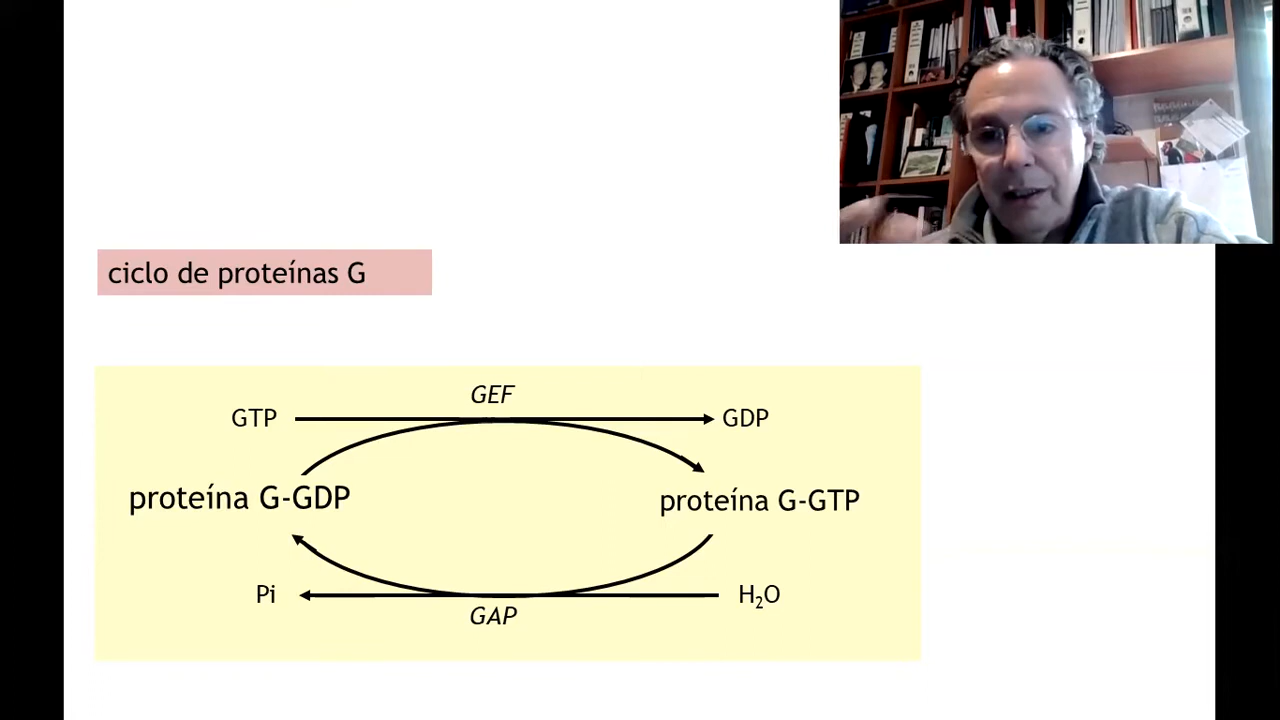 ciclo de proteínas G
GEF
GTP GDP
proteína G-GDP proteína G-GTP
Pi H₂O
GAP